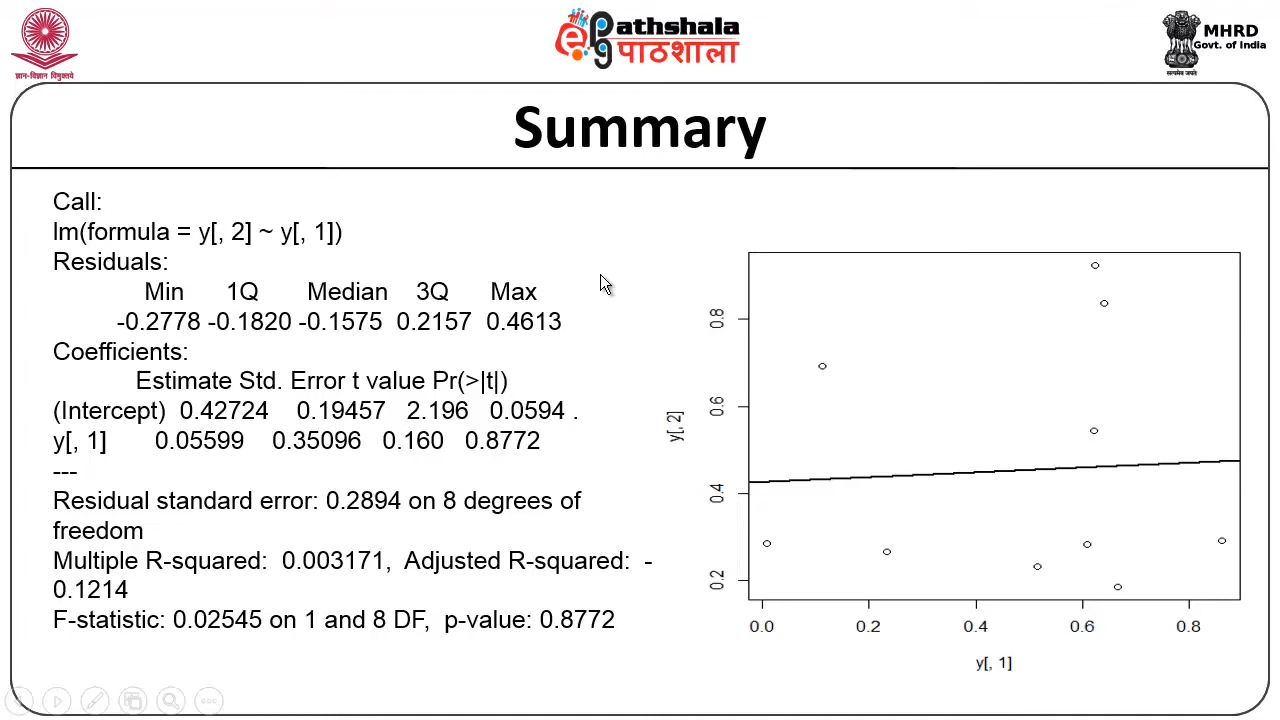 ज्ञान-विज्ञान विमुक्तये
ePathshala
पाठशाला
MHRD
Govt. of India
सत्यमेव जयते
Summary
Call:
lm(formula = y[, 2] ~ y[, 1])
Residuals:
Min 1Q Median 3Q Max
-0.2778 -0.1820 -0.1575 0.2157 0.4613
Coefficients:
Estimate Std. Error t value Pr(>|t|)
(Intercept) 0.42724 0.19457 2.196 0.0594 .
y[, 1] 0.05599 0.35096 0.160 0.8772
---
Residual standard error: 0.2894 on 8 degrees of
freedom
Multiple R-squared: 0.003171, Adjusted R-squared: -
0.1214
F-statistic: 0.02545 on 1 and 8 DF, p-value: 0.8772
0.8
0.6
y[, 2]
0.4
0.2
0.0 0.2 0.4 0.6 0.8
y[, 1]